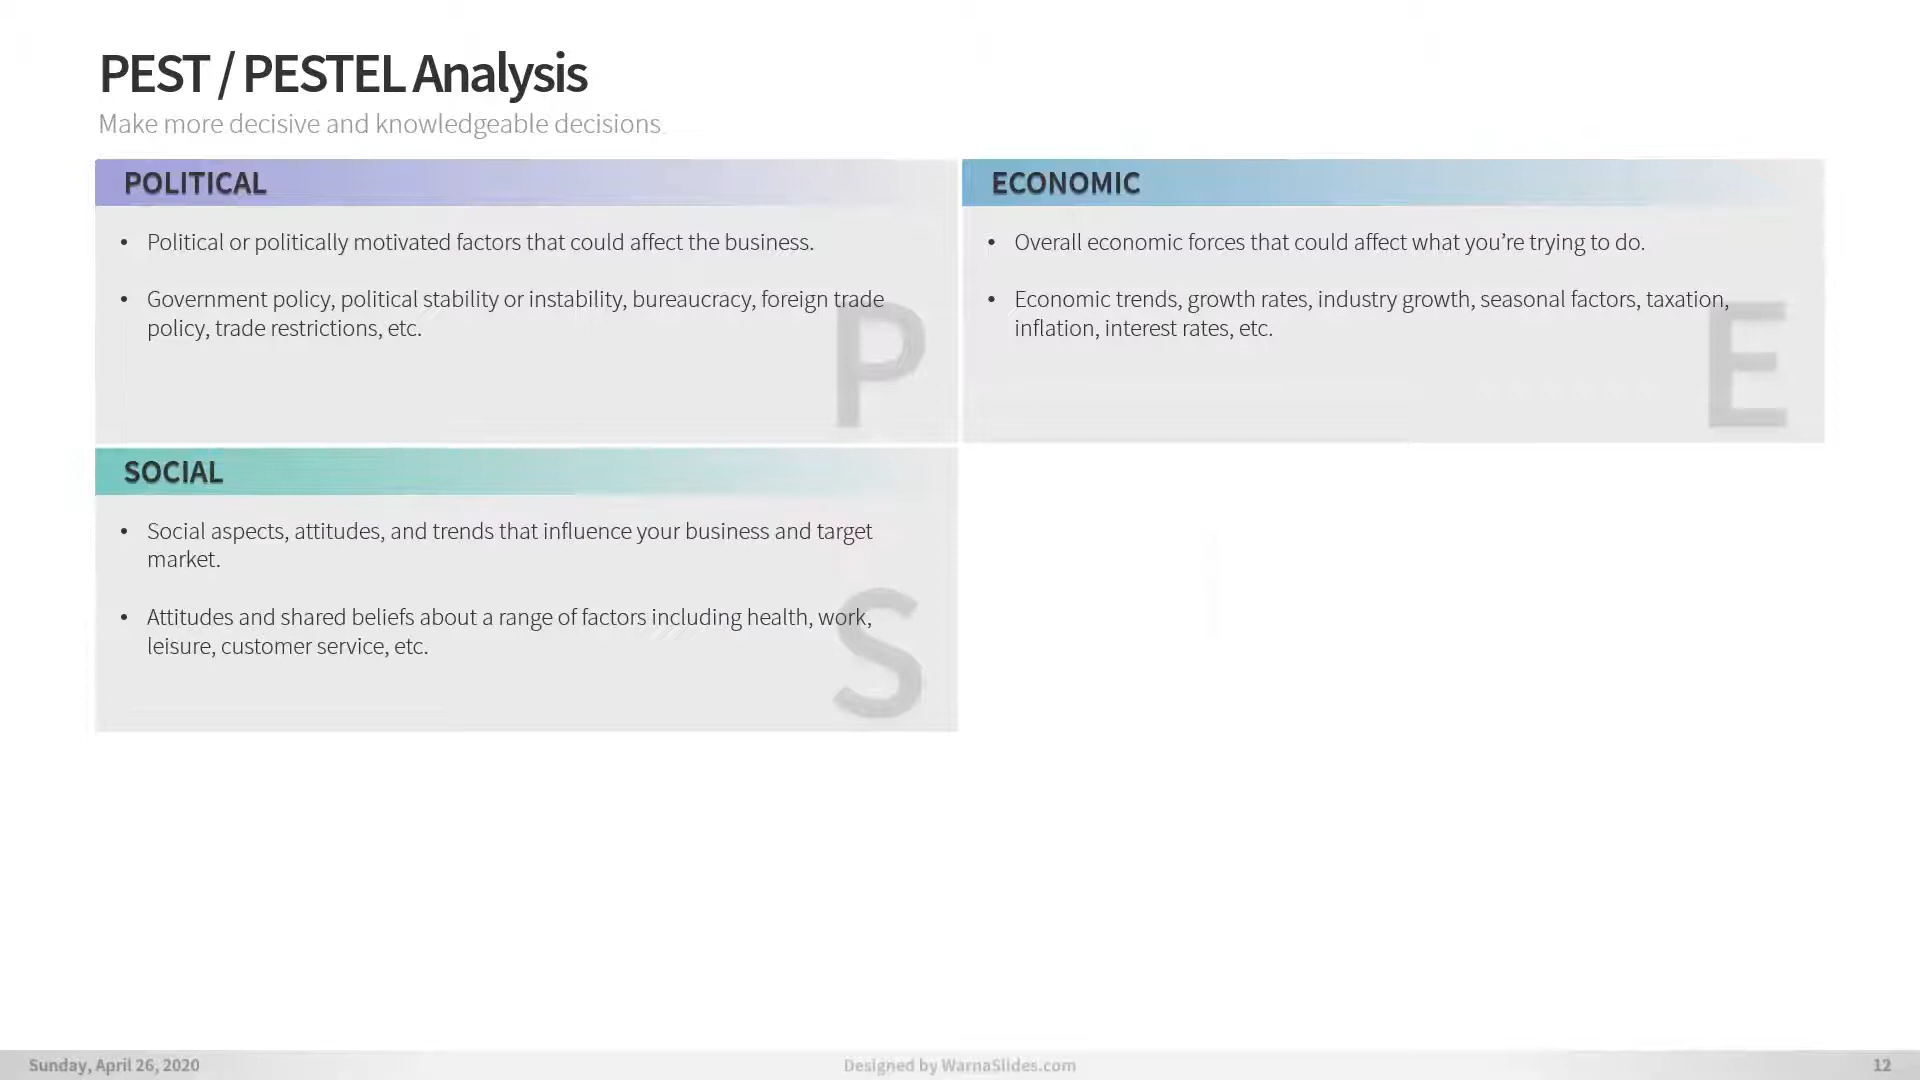 PEST / PESTEL Analysis
Make more decisive and knowledgeable decisions
POLITICAL
• Political or politically motivated factors that could affect the business.
• Government policy, political stability or instability, bureaucracy, foreign trade
policy, trade restrictions, etc.
P
ECONOMIC
• Overall economic forces that could affect what you’re trying to do.
• Economic trends, growth rates, industry growth, seasonal factors, taxation,
inflation, interest rates, etc.
E
SOCIAL
• Social aspects, attitudes, and trends that influence your business and target
market.
• Attitudes and shared beliefs about a range of factors including health, work,
leisure, customer service, etc.
S
Sunday, April 26, 2020
Designed by WarnaSlides.com
12